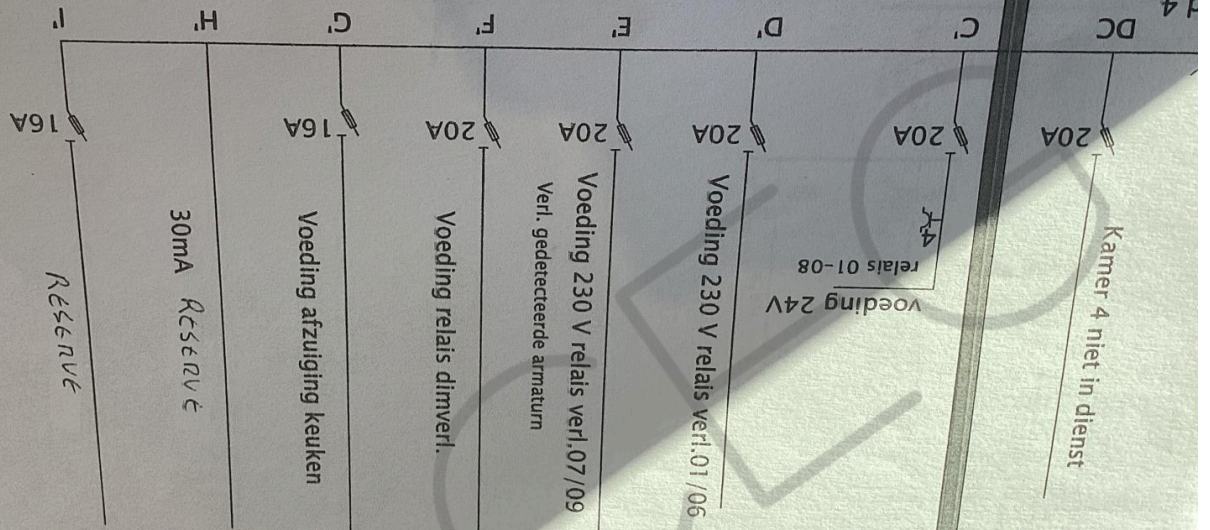 DC
20A
Kamer 4 niet in dienst
C'
20A
voeding 24V
relais 01-08
D'
20A
Voeding 230 V relais verl.01/06
E'
20A
Voeding 230 V relais verl.07/09
Verl. gedetecteerde armaturn
F'
20A
Voeding relais dimverl.
G'
16A
Voeding afzuiging keuken
H'
30mA RESERVE
I'
16A
RESERVE